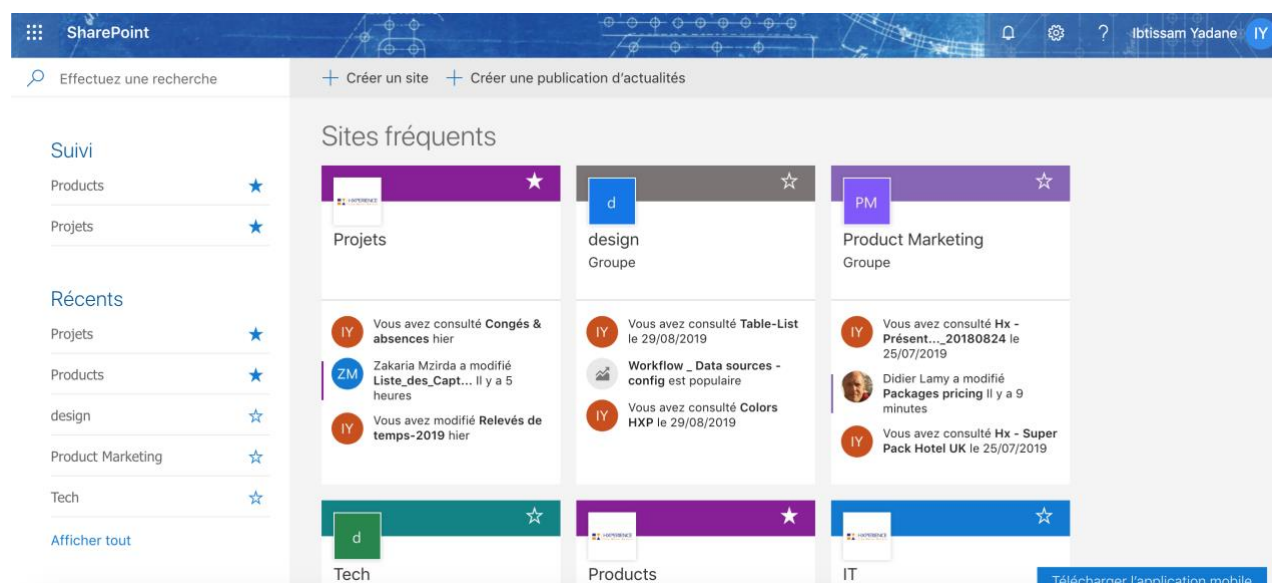 SharePoint
? Ibtissam Yadane IY
Effectuez une recherche
+ Créer un site + Créer une publication d'actualités
Suivi
Products
Projets
Récents
Projets
Products
design
Product Marketing
Tech
Afficher tout
Sites fréquents
HXPERIENCE
Projets
IY
Vous avez consulté Congés &
absences hier
ZM
Zakaria Mzirda a modifié
Liste_des_Capt... Il y a 5
heures
IY
Vous avez modifié Relevés de
temps-2019 hier
d
design
Groupe
IY
Vous avez consulté Table-List
le 29/08/2019
Workflow _ Data sources -
config est populaire
IY
Vous avez consulté Colors
HXP le 29/08/2019
PM
Product Marketing
Groupe
IY
Vous avez consulté Hx -
Présent..._20180824 le
25/07/2019
Didier Lamy a modifié
Packages pricing Il y a 9
minutes
IY
Vous avez consulté Hx - Super
Pack Hotel UK le 25/07/2019
d
Tech
HXPERIENCE
Products
HXPERIENCE
IT
Télécharger l'application mobile